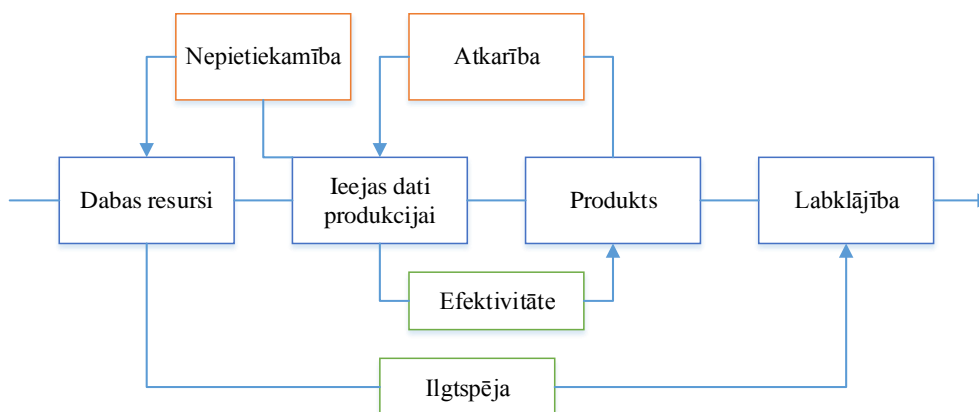 Nepietiekamība
Atkarība
Dabas resursi
Ieejas dati
produkcijai
Produkts
Labklājība
Efektivitāte
Ilgtspēja